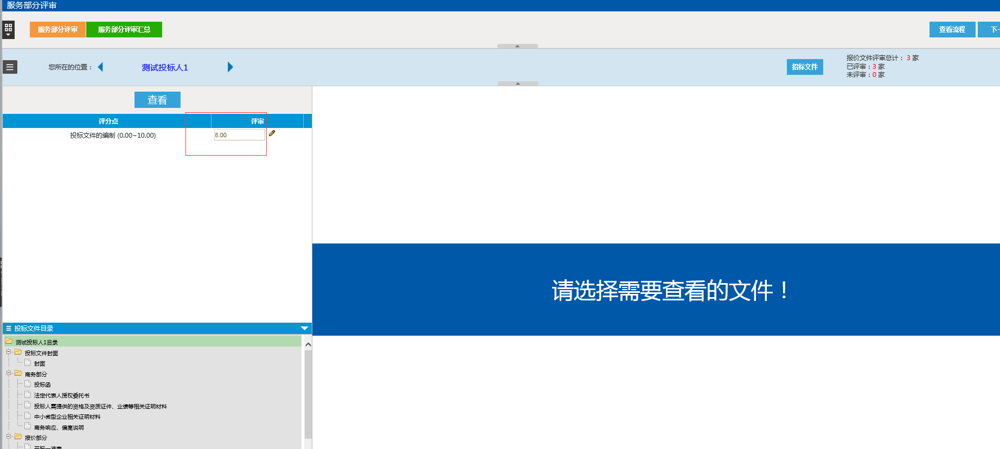 服务部分评审
服务部分评审 服务部分评审汇总 查看流程 下一
您所在的位置： 测试投标人1 招标文件
报价文件评审总计： 3 家
已评审：3 家
未评审：0 家
查看
评分点 评审
投标文件的编制 (0.00~10.00) 8.00
请选择需要查看的文件！
投标文件目录
测试投标人1目录
投标文件封面
封面
商务部分
投标函
法定代表人授权委托书
投标人需提供的资格及资质证件、业绩等相关证明材料
中小微型企业相关证明材料
商务响应、偏离说明
报价部分
开标一览表